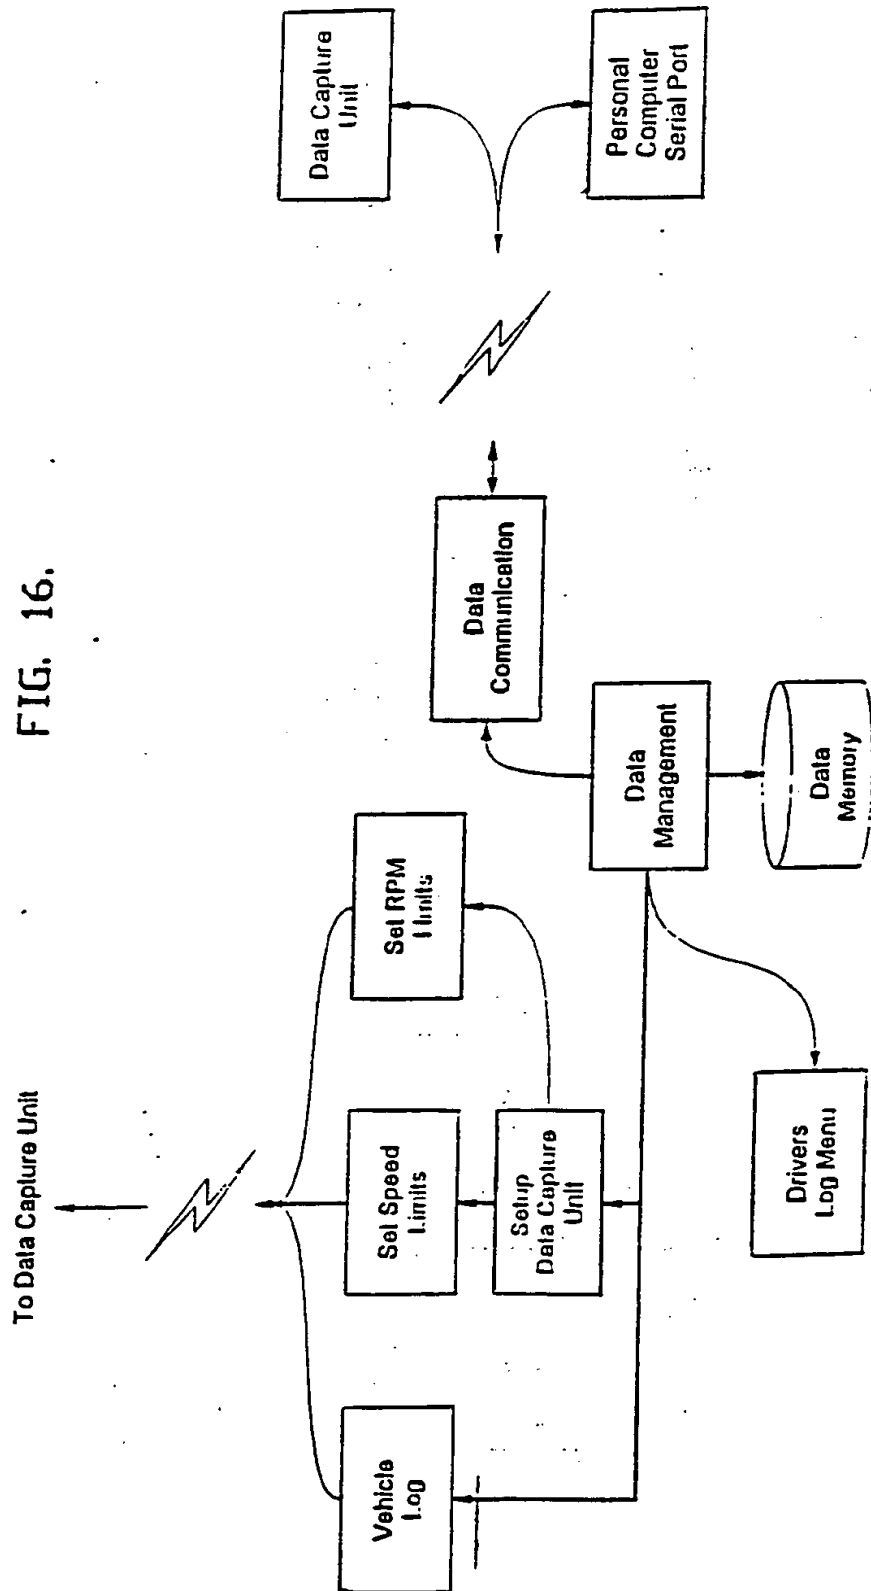 FIG. 16.
To Data Capture Unit
Vehicle
Log
Set Speed
Limits
Set RPM
Limits
Setup
Data Capture
Unit
Drivers
Log Menu
Data
Management
Data
Memory
Data
Communication
Data Capture
Unit
Personal
Computer
Serial Port